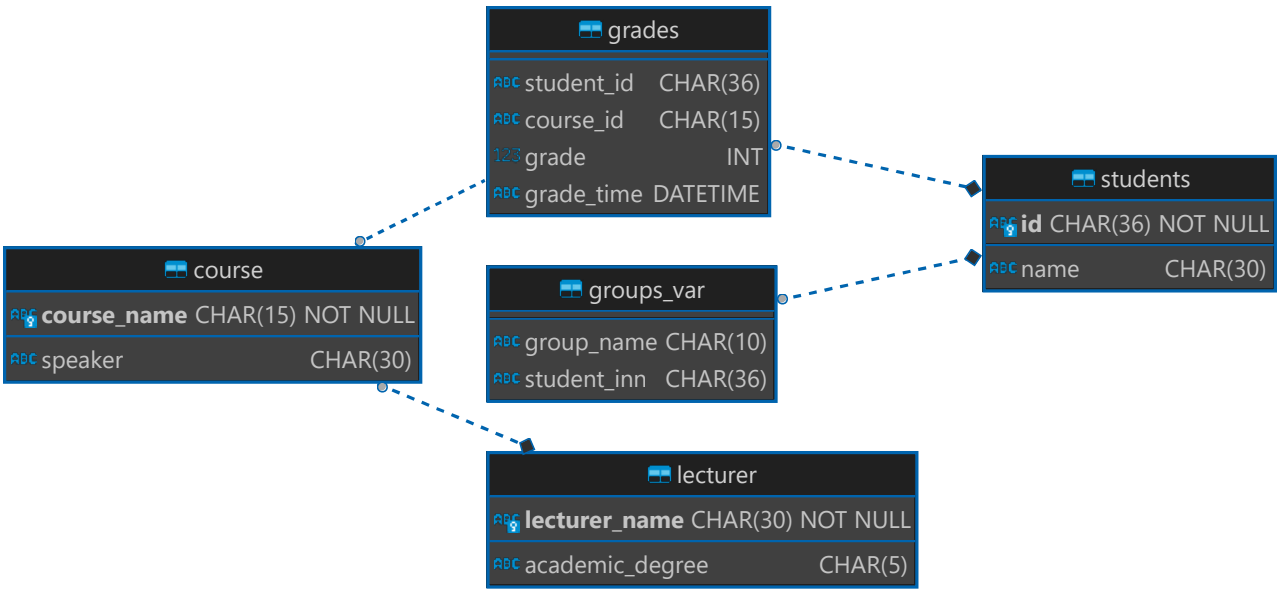 grades
student_id CHAR(36)
course_id CHAR(15)
123 grade INT
grade_time DATETIME
students
id CHAR(36) NOT NULL
name CHAR(30)
course
course_name CHAR(15) NOT NULL
speaker CHAR(30)
groups_var
group_name CHAR(10)
student_inn CHAR(36)
lecturer
lecturer_name CHAR(30) NOT NULL
academic_degree CHAR(5)